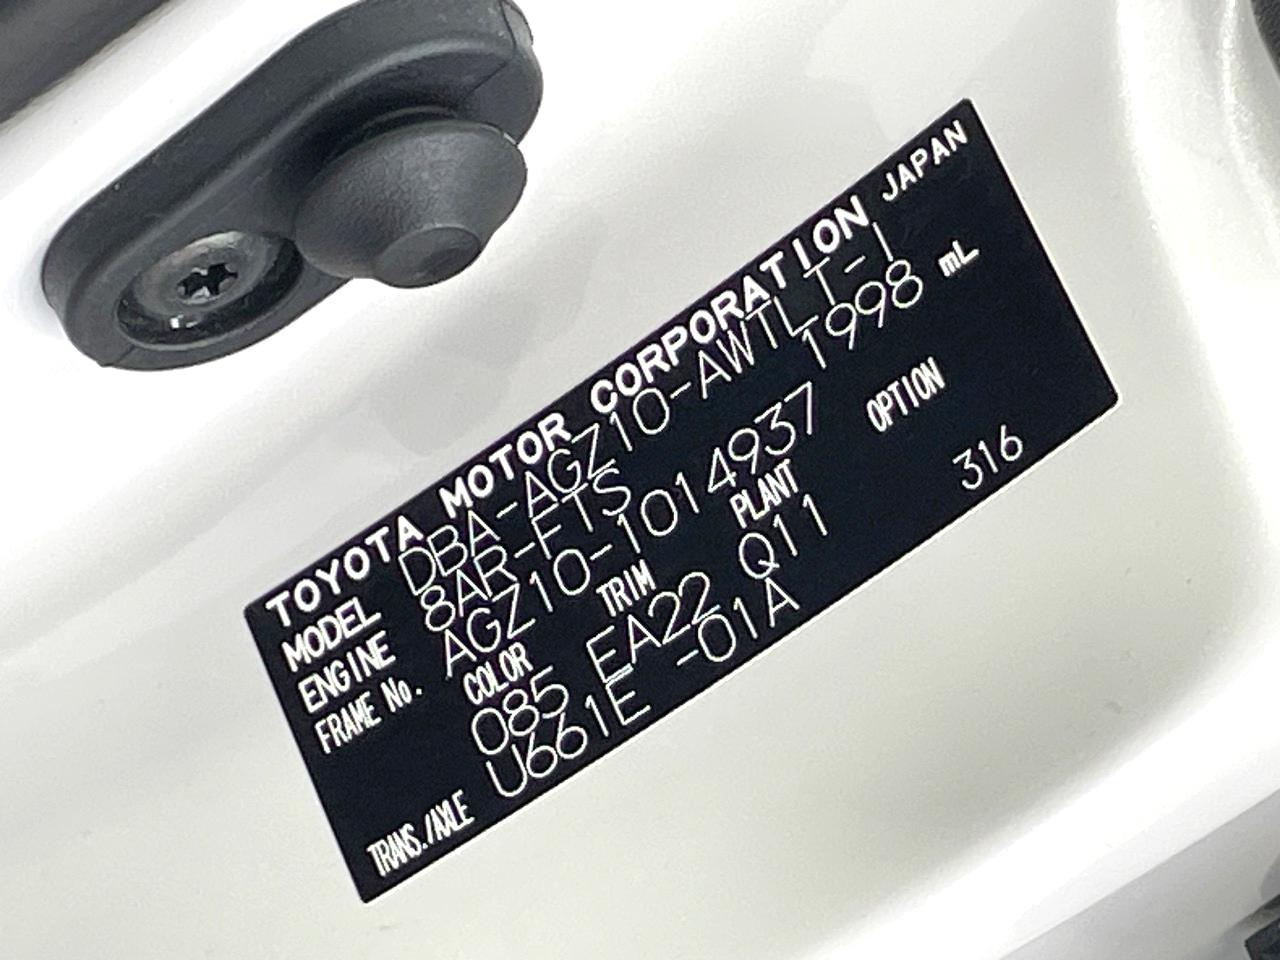 TOYOTA MOTOR CORPORATION JAPAN
MODEL DBA-AGZ10-AWTLT-I
ENGINE 8AR-FTS 1998 mL
FRAME No. AGZ10-1014937
COLOR TRIM PLANT OPTION
085 EA22 Q11 316
TRANS./AXLE U661E -01A